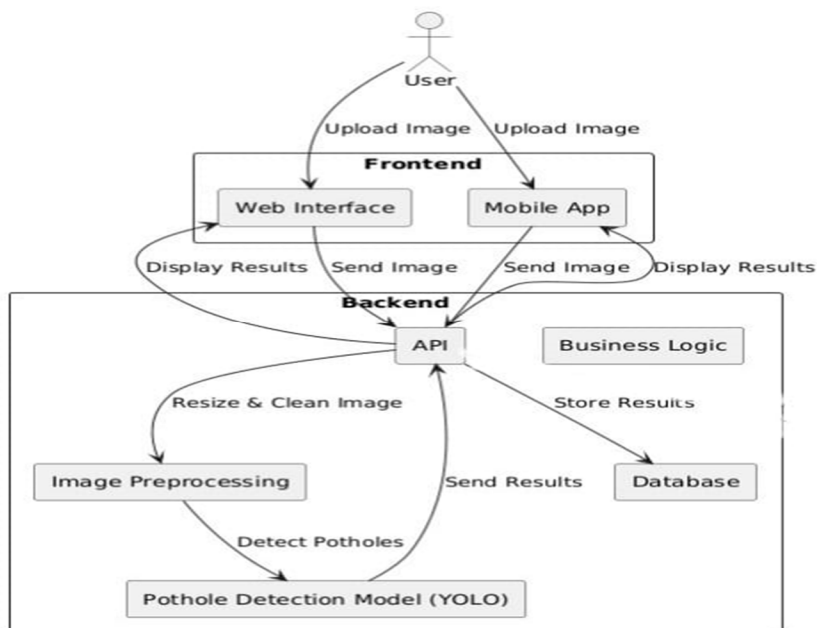 User
Upload Image
Upload Image
Frontend
Web Interface
Mobile App
Display Results
Send Image
Send Image
Display Results
Backend
API
Business Logic
Resize & Clean Image
Store Results
Image Preprocessing
Send Results
Database
Detect Potholes
Pothole Detection Model (YOLO)